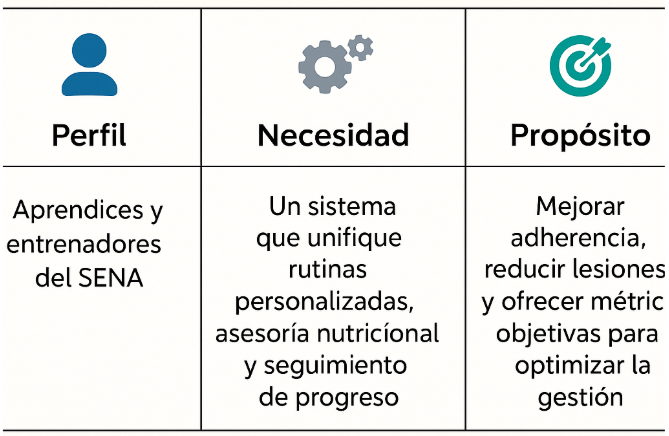 Perfil
Aprendices y
entrenadores
del SENA
Necesidad
Un sistema
que unifique
rutinas
personalizadas,
asesoría nutricíonal
y seguimiento
de progreso
Propósito
Mejorar
adherencia,
reducir lesiones
y ofrecer métric
objetivas para
optimizar la
gestión